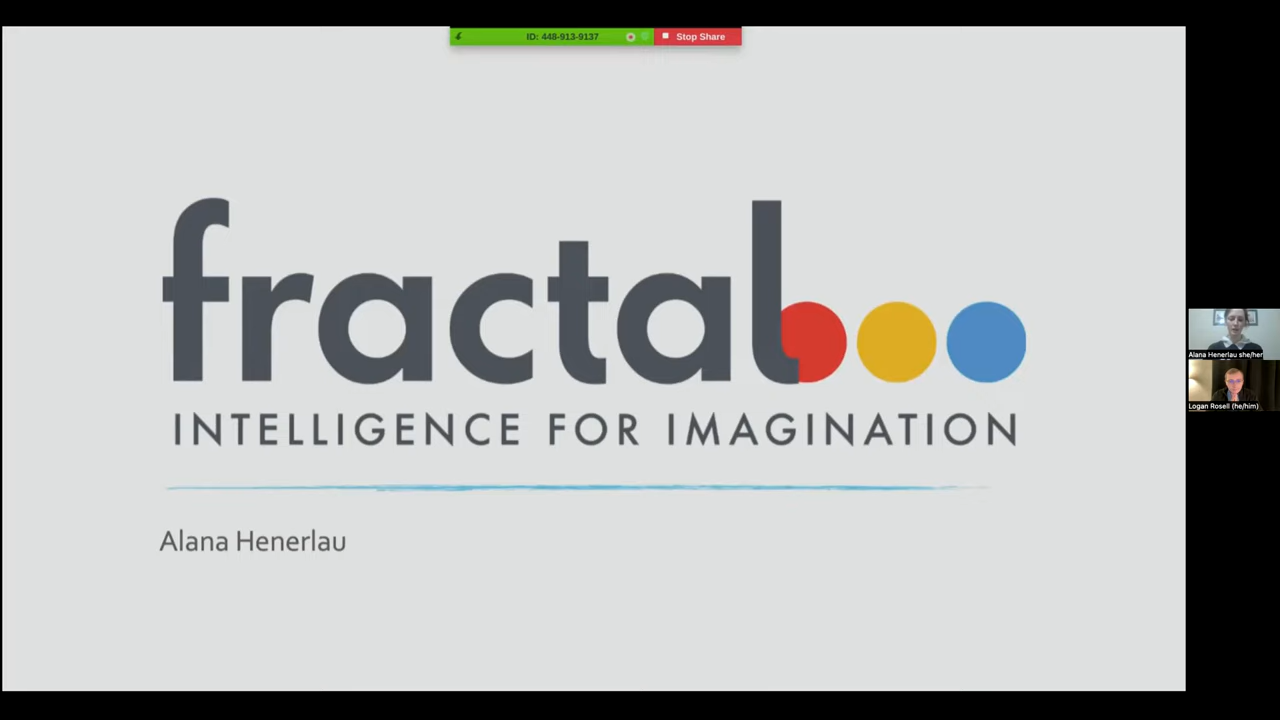 ID: 448-913-9137
Stop Share
fractal
INTELLIGENCE FOR IMAGINATION
Alana Henerlau
Alana Henerlau she/her
Logan Rosell (he/him)